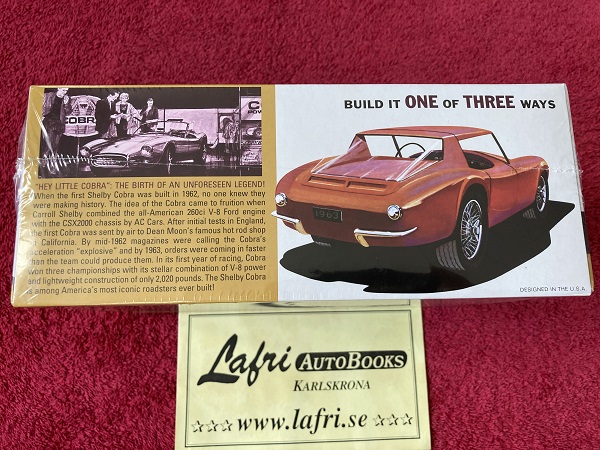 COBRA
C
"HEY LITTLE COBRA": THE BIRTH OF AN UNFORESEEN LEGEND!
When the first Shelby Cobra was built in 1962, no one knew they
were making history. The idea of the Cobra came to fruition when
Carroll Shelby combined the all-American 260ci V-8 Ford engine
with the CSX2000 chassis by AC Cars. After initial tests in England,
the first Cobra was sent by air to Dean Moon's famous hot rod shop
in California. By mid-1962 magazines were calling the Cobra's
acceleration "explosive" and by 1963, orders were coming in faster
than the team could produce them. In its first year of racing, Cobra
won three championships with its stellar combination of V-8 power
and lightweight construction of only 2,020 pounds. The Shelby Cobra
is among America's most iconic roadsters ever built!
BUILD IT ONE OF THREE WAYS
1963
DESIGNED IN THE U.S.A.
Lafri AUTOBOOKS
KARLSKRONA
www.lafri.se